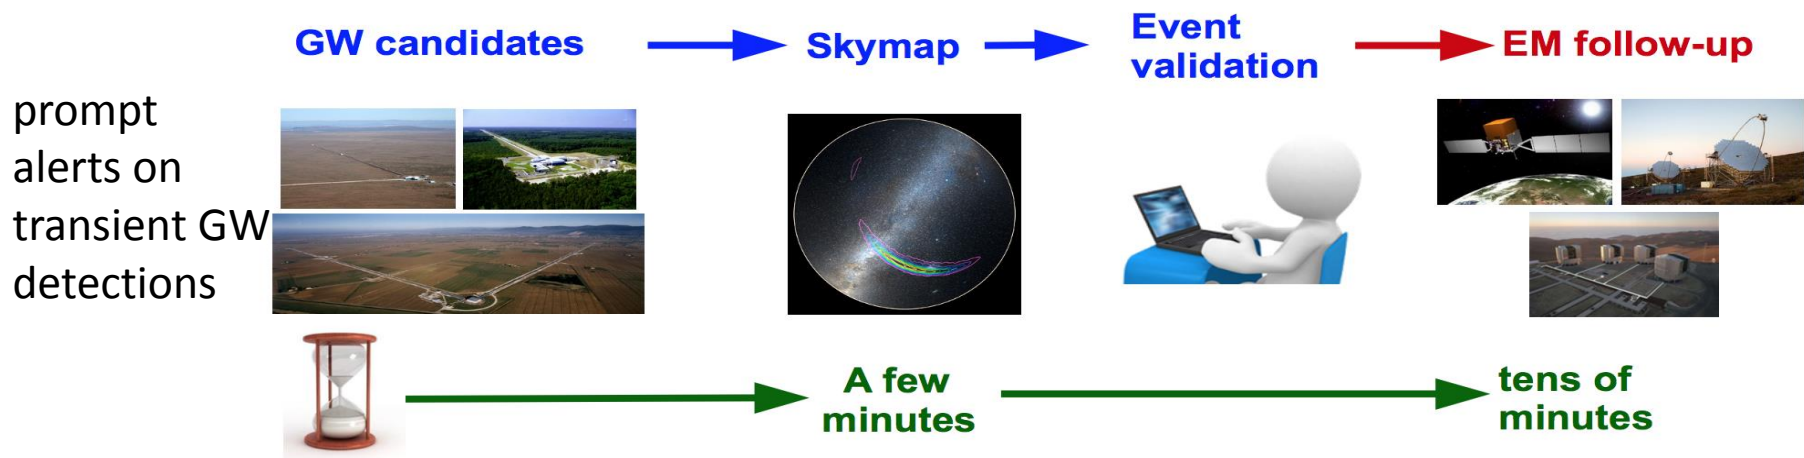 GW candidates
Skymap
Event
validation
EM follow-up
prompt
alerts on
transient GW
detections
A few
minutes
tens of
minutes